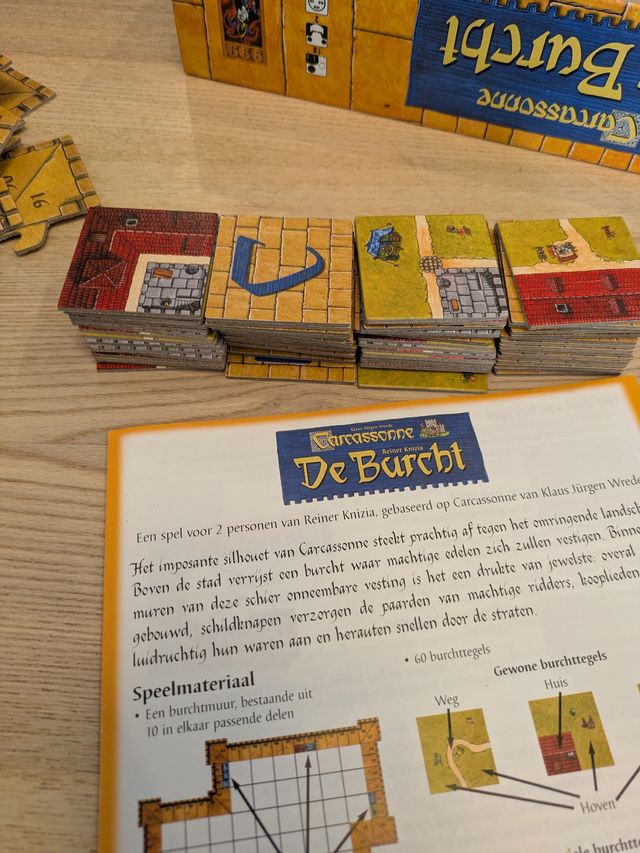 Carcassonne
Burcht
999
91
Klaus Jürgen Wrede
Carcassonne
Reiner Knizia
De Burcht
Een spel voor 2 personen van Reiner Knizia, gebaseerd op Carcassonne van Klaus Jürgen Wrede
Het imposante silhouet van Carcassonne steekt prachtig af tegen het omringende
Boven de stad verrijst een burcht waar machtige edelen zich zullen vestigen.
muren van deze schier onneembare vesting is het een drukte van jewelste: overal
gebouwd, schildknapen verzorgen de paarden van machtige ridders, kooplieden
luidruchtig hun waren aan en herauten snellen door de straten.
Speelmateriaal
• Een burchtmuur, bestaande uit
10 in elkaar passende delen
• 60 burchttegels
Gewone burchttegels
Weg
Huis
Hoven